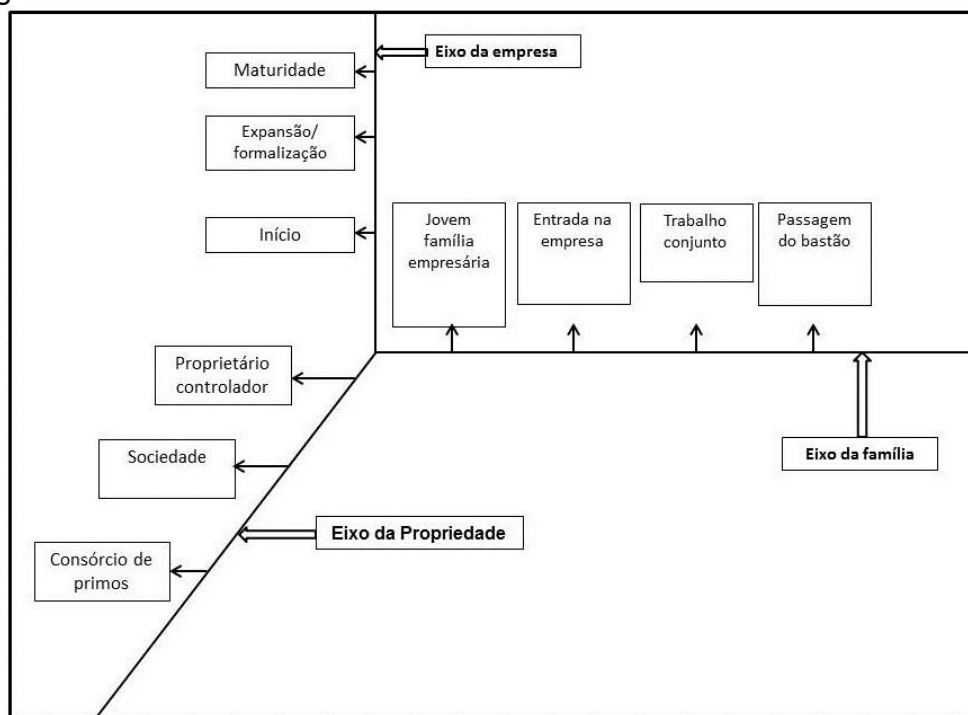 Eixo da empresa
Maturidade
Expansão/
formalização
Início
Jovem
família
empresária
Entrada na
empresa
Trabalho
conjunto
Passagem
do bastão
Proprietário
controlador
Sociedade
Eixo da família
Eixo da Propriedade
Consórcio de
primos